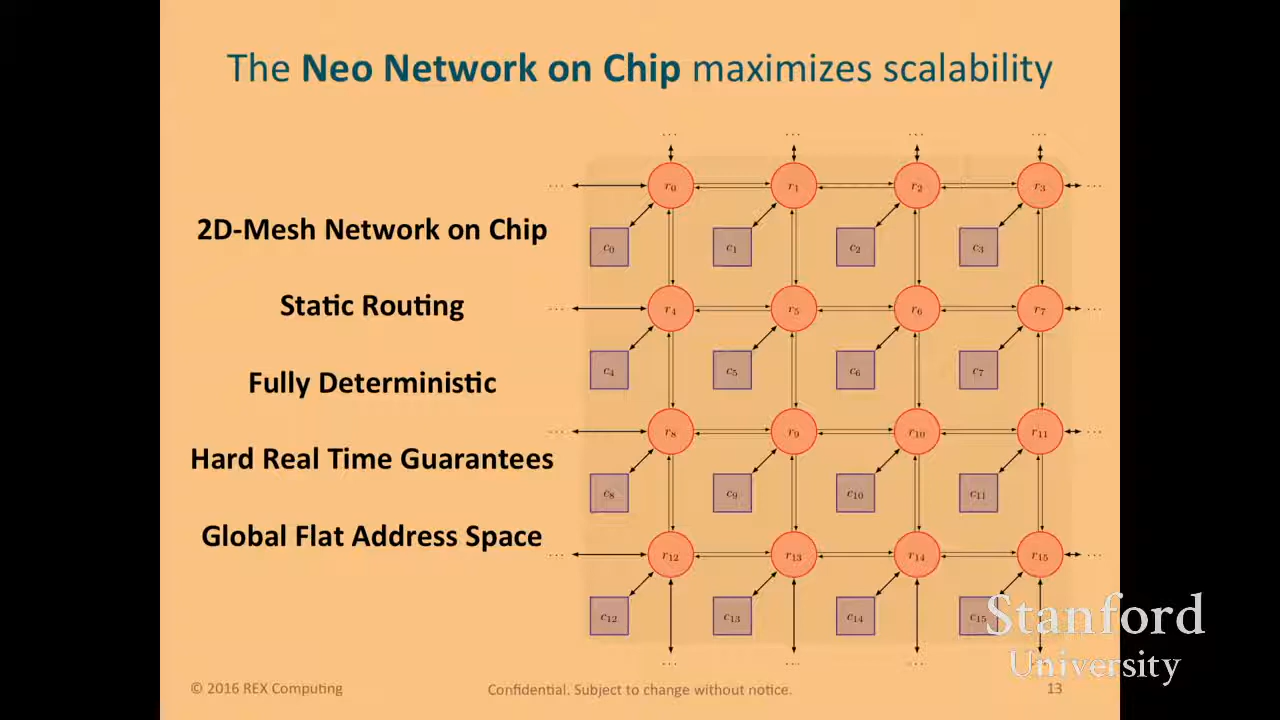 The Neo Network on Chip maximizes scalability
2D-Mesh Network on Chip
Static Routing
Fully Deterministic
Hard Real Time Guarantees
Global Flat Address Space
... ... ... ...
... r0 r1 r2 r3 ...
c0 c1 c2 c3
... r4 r5 r6 r7 ...
c4 c5 c6 c7
... r8 r9 r10 r11 ...
c8 c9 c10 c11
... r12 r13 r14 r15 ...
c12 c13 c14 c15
... ... ... ...
Stanford
University
© 2016 REX Computing
Confidential. Subject to change without notice.
13